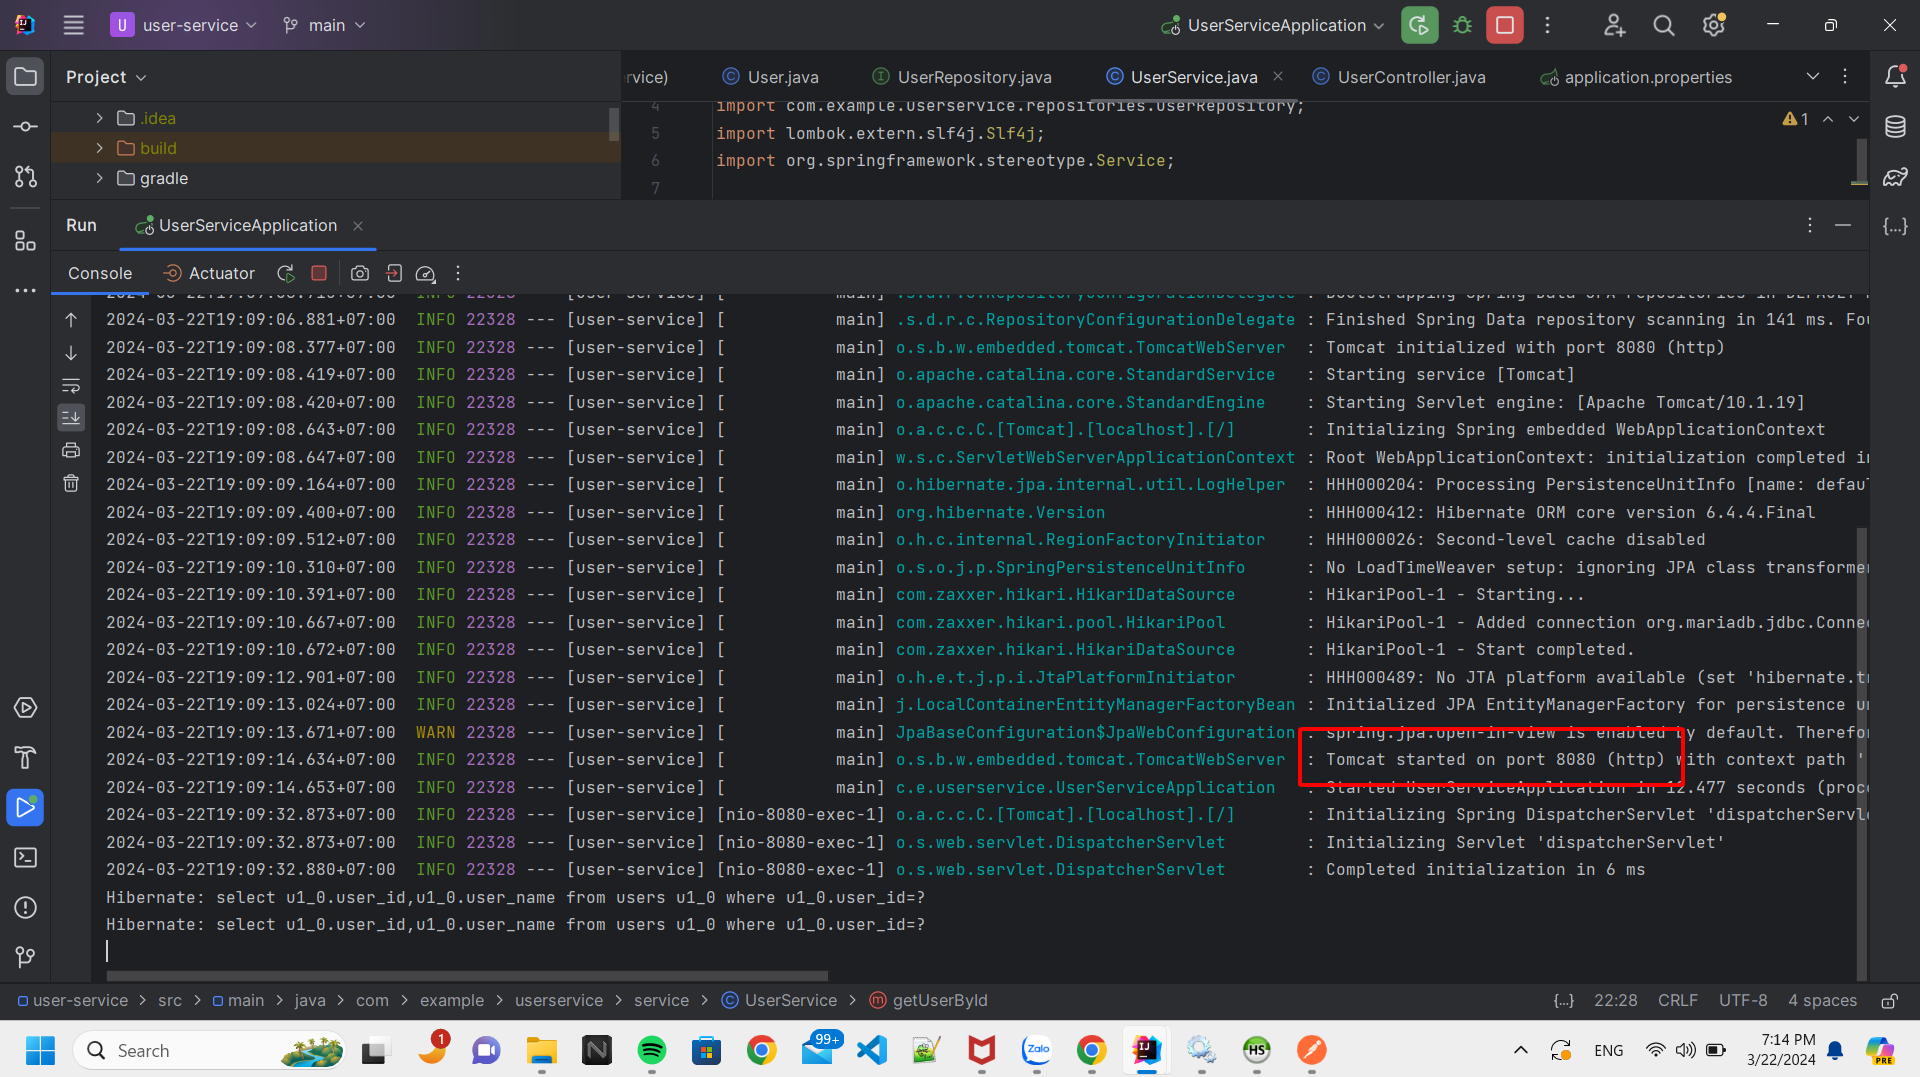 U user-service main UserServiceApplication
Project
rvice) User.java UserRepository.java UserService.java UserController.java application.properties
.idea
build
gradle
4 import com.example.userservice.repositories.UserRepository;
5 import lombok.extern.slf4j.Slf4j;
6 import org.springframework.stereotype.Service;
7
1
Run UserServiceApplication
Console Actuator
2024-03-22T19:09:06.881+07:00 INFO 22328 --- [user-service] [ main] .s.d.r.c.RepositoryConfigurationDelegate : Finished Spring Data repository scanning in 141 ms. Fou
2024-03-22T19:09:08.377+07:00 INFO 22328 --- [user-service] [ main] o.s.b.w.embedded.tomcat.TomcatWebServer : Tomcat initialized with port 8080 (http)
2024-03-22T19:09:08.419+07:00 INFO 22328 --- [user-service] [ main] o.apache.catalina.core.StandardService : Starting service [Tomcat]
2024-03-22T19:09:08.420+07:00 INFO 22328 --- [user-service] [ main] o.apache.catalina.core.StandardEngine : Starting Servlet engine: [Apache Tomcat/10.1.19]
2024-03-22T19:09:08.643+07:00 INFO 22328 --- [user-service] [ main] o.a.c.c.C.[Tomcat].[localhost].[/] : Initializing Spring embedded WebApplicationContext
2024-03-22T19:09:08.647+07:00 INFO 22328 --- [user-service] [ main] w.s.c.ServletWebServerApplicationContext : Root WebApplicationContext: initialization completed in
2024-03-22T19:09:09.164+07:00 INFO 22328 --- [user-service] [ main] o.hibernate.jpa.internal.util.LogHelper : HHH000204: Processing PersistenceUnitInfo [name: defau
2024-03-22T19:09:09.400+07:00 INFO 22328 --- [user-service] [ main] org.hibernate.Version : HHH000412: Hibernate ORM core version 6.4.4.Final
2024-03-22T19:09:09.512+07:00 INFO 22328 --- [user-service] [ main] o.h.c.internal.RegionFactoryInitiator : HHH000026: Second-level cache disabled
2024-03-22T19:09:10.310+07:00 INFO 22328 --- [user-service] [ main] o.s.o.j.p.SpringPersistenceUnitInfo : No LoadTimeWeaver setup: ignoring JPA class transforme
2024-03-22T19:09:10.391+07:00 INFO 22328 --- [user-service] [ main] com.zaxxer.hikari.HikariDataSource : HikariPool-1 - Starting...
2024-03-22T19:09:10.667+07:00 INFO 22328 --- [user-service] [ main] com.zaxxer.hikari.pool.HikariPool : HikariPool-1 - Added connection org.mariadb.jdbc.Conne
2024-03-22T19:09:10.672+07:00 INFO 22328 --- [user-service] [ main] com.zaxxer.hikari.HikariDataSource : HikariPool-1 - Start completed.
2024-03-22T19:09:12.901+07:00 INFO 22328 --- [user-service] [ main] o.h.e.t.j.p.i.JtaPlatformInitiator : HHH000489: No JTA platform available (set 'hibernate.t
2024-03-22T19:09:13.024+07:00 INFO 22328 --- [user-service] [ main] j.LocalContainerEntityManagerFactoryBean : Initialized JPA EntityManagerFactory for persistence u
2024-03-22T19:09:13.671+07:00 WARN 22328 --- [user-service] [ main] JpaBaseConfiguration$JpaWebConfiguration : spring.jpa.open-in-view is enabled by default. Therefo
2024-03-22T19:09:14.634+07:00 INFO 22328 --- [user-service] [ main] o.s.b.w.embedded.tomcat.TomcatWebServer : Tomcat started on port 8080 (http) with context path '
2024-03-22T19:09:14.653+07:00 INFO 22328 --- [user-service] [ main] c.e.userservice.UserServiceApplication : Started UserServiceApplication in 12.477 seconds (proc
2024-03-22T19:09:32.873+07:00 INFO 22328 --- [user-service] [nio-8080-exec-1] o.a.c.c.C.[Tomcat].[localhost].[/] : Initializing Spring DispatcherServlet 'dispatcherServl
2024-03-22T19:09:32.873+07:00 INFO 22328 --- [user-service] [nio-8080-exec-1] o.s.web.servlet.DispatcherServlet : Initializing Servlet 'dispatcherServlet'
2024-03-22T19:09:32.880+07:00 INFO 22328 --- [user-service] [nio-8080-exec-1] o.s.web.servlet.DispatcherServlet : Completed initialization in 6 ms
Hibernate: select u1_0.user_id,u1_0.user_name from users u1_0 where u1_0.user_id=?
Hibernate: select u1_0.user_id,u1_0.user_name from users u1_0 where u1_0.user_id=?
user-service > src > main > java > com > example > userservice > service > UserService > getUserById {...} 22:28 CRLF UTF-8 4 spaces
Search 1 99+ Zalo HS ENG 7:14 PM
3/22/2024 PRE